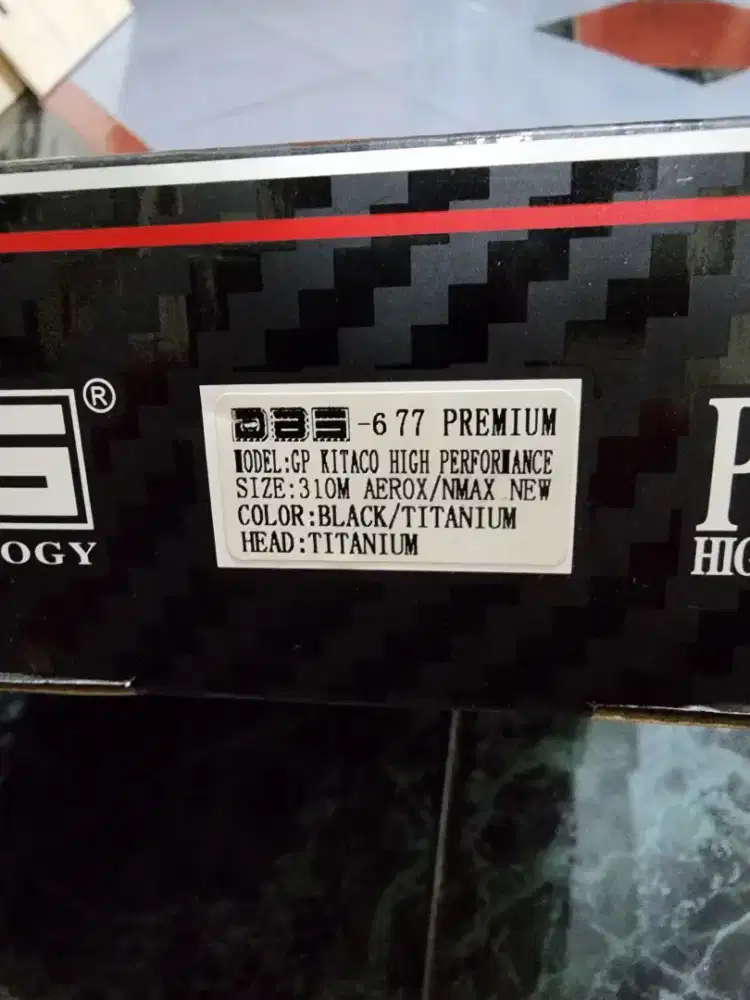 ®
OGY
DBS -677 PREMIUM
MODEL:GP KITACO HIGH PERFORMANCE
SIZE:310M AEROX/NMAX NEW
COLOR:BLACK/TITANIUM
HEAD:TITANIUM
P
HIG